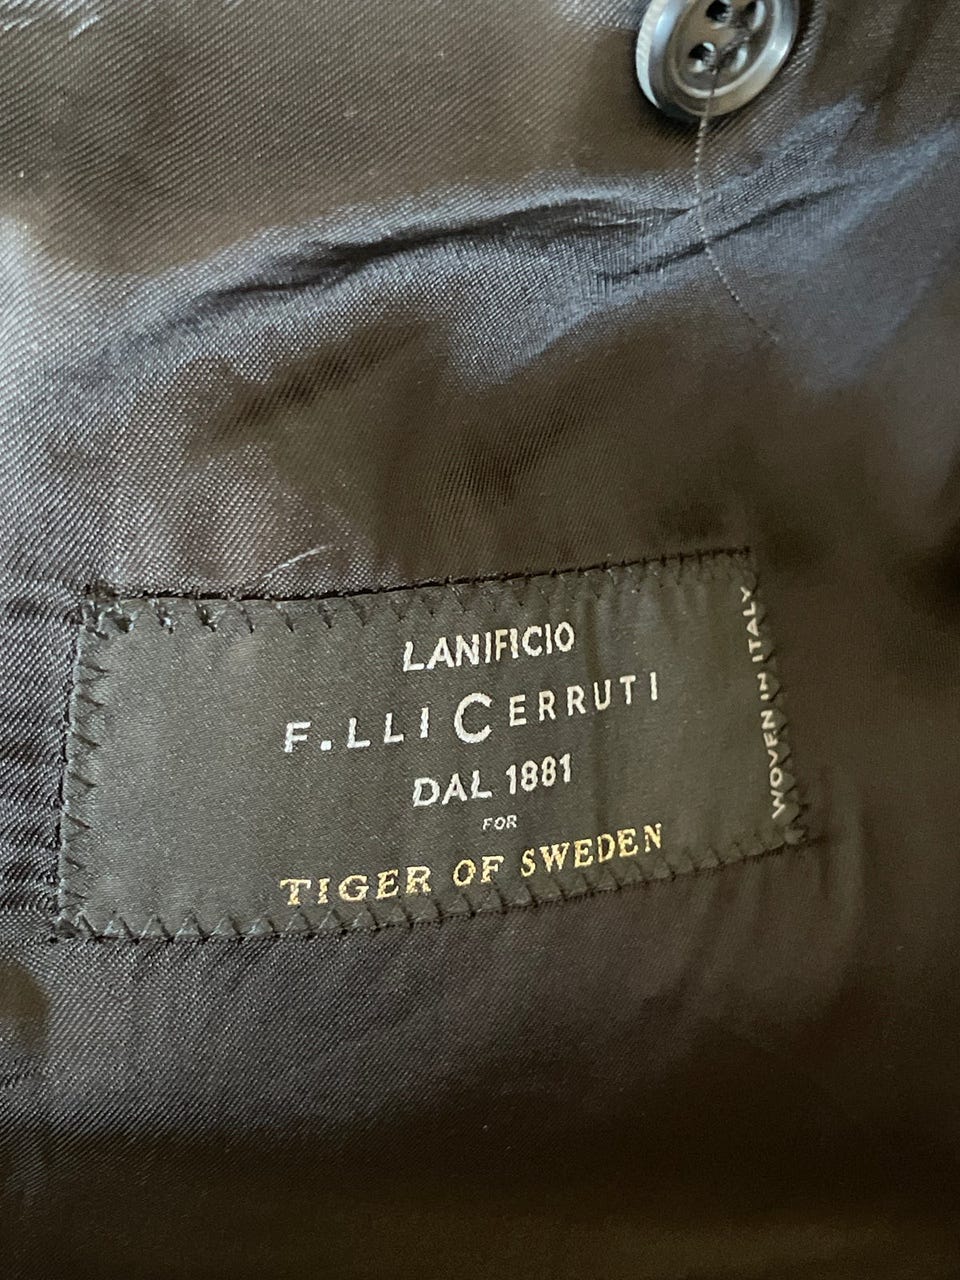 LANIFICIO
F.LLI CERRUTI
DAL 1881
FOR
TIGER OF SWEDEN
WOVEN IN ITALY